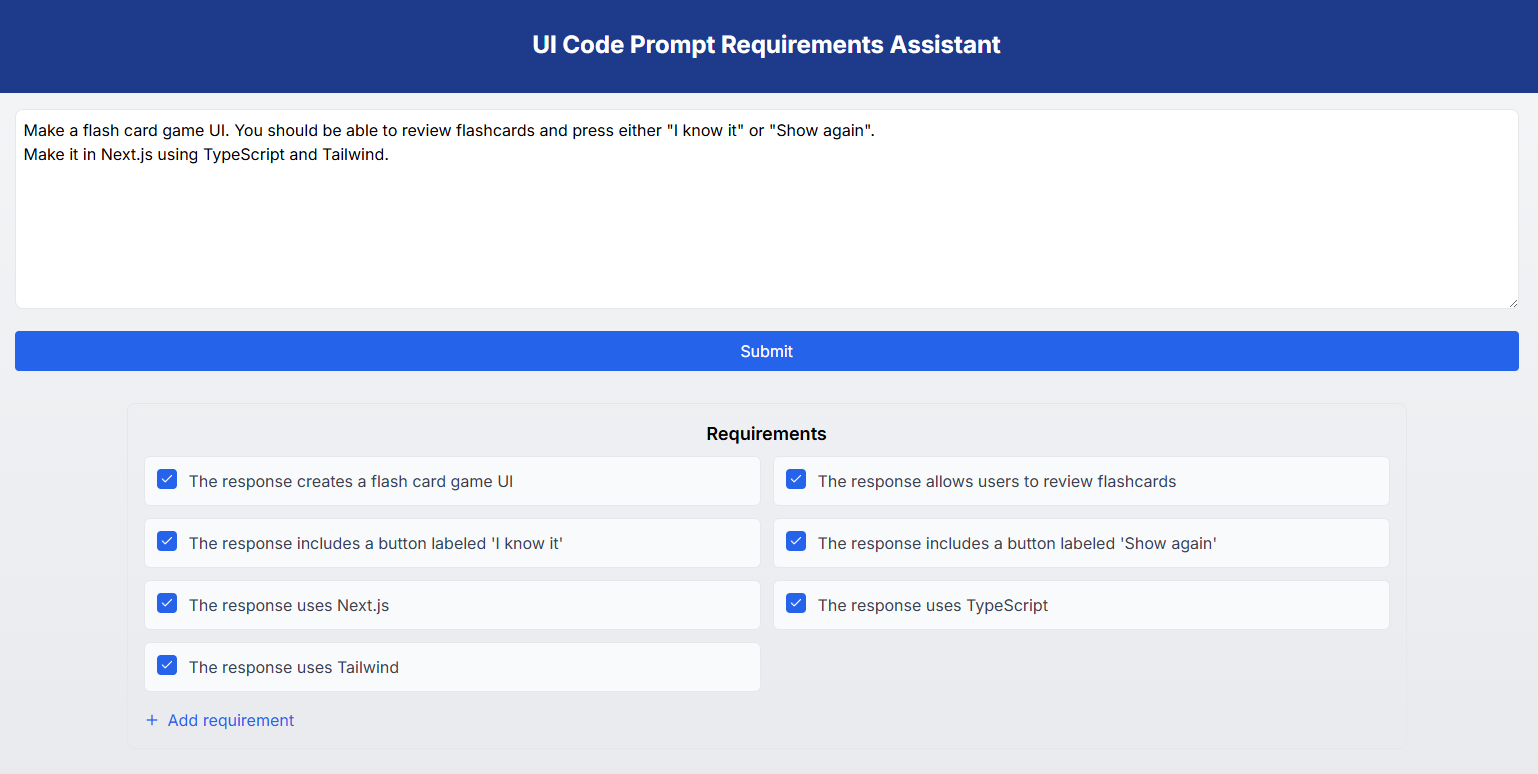 UI Code Prompt Requirements Assistant
Make a flash card game UI. You should be able to review flashcards and press either "I know it" or "Show again".
Make it in Next.js using TypeScript and Tailwind.
Submit
Requirements
The response creates a flash card game UI
The response allows users to review flashcards
The response includes a button labeled 'I know it'
The response includes a button labeled 'Show again'
The response uses Next.js
The response uses TypeScript
The response uses Tailwind
+ Add requirement